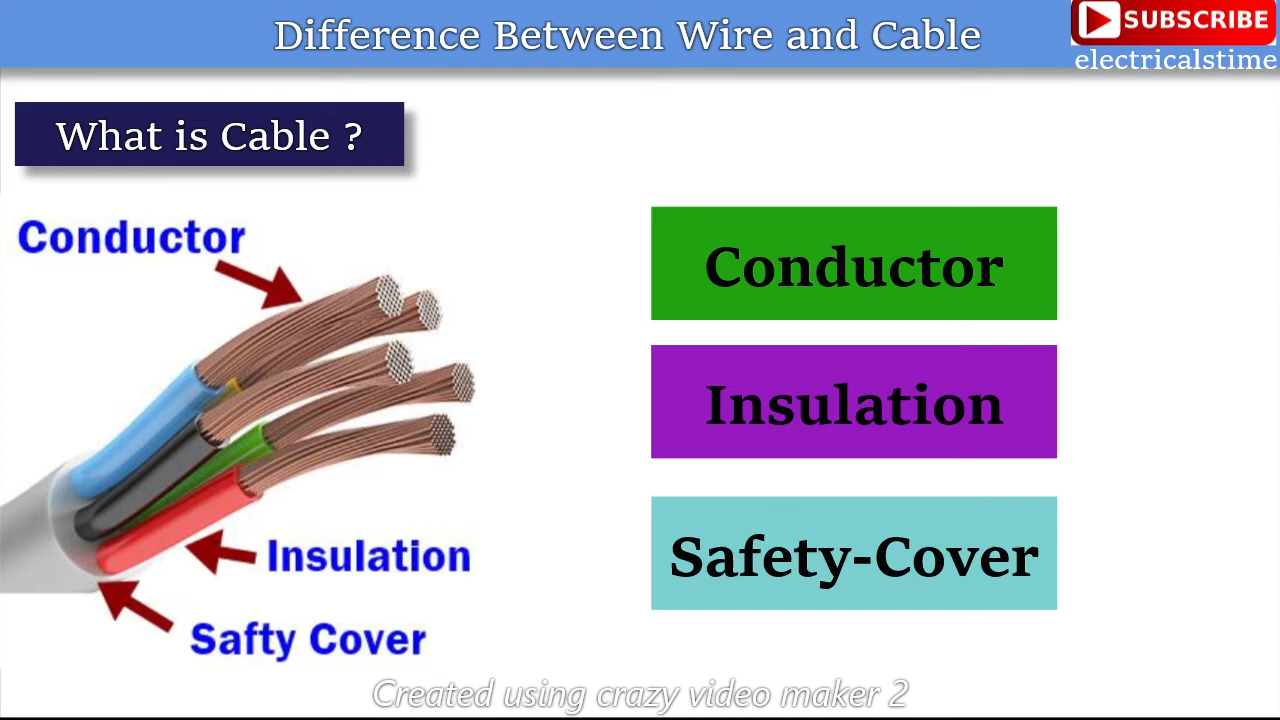 Difference Between Wire and Cable
SUBSCRIBE
electricalstime
What is Cable ?
Conductor
Conductor
Insulation
Safety-Cover
Insulation
Safty Cover
Created using crazy video maker 2